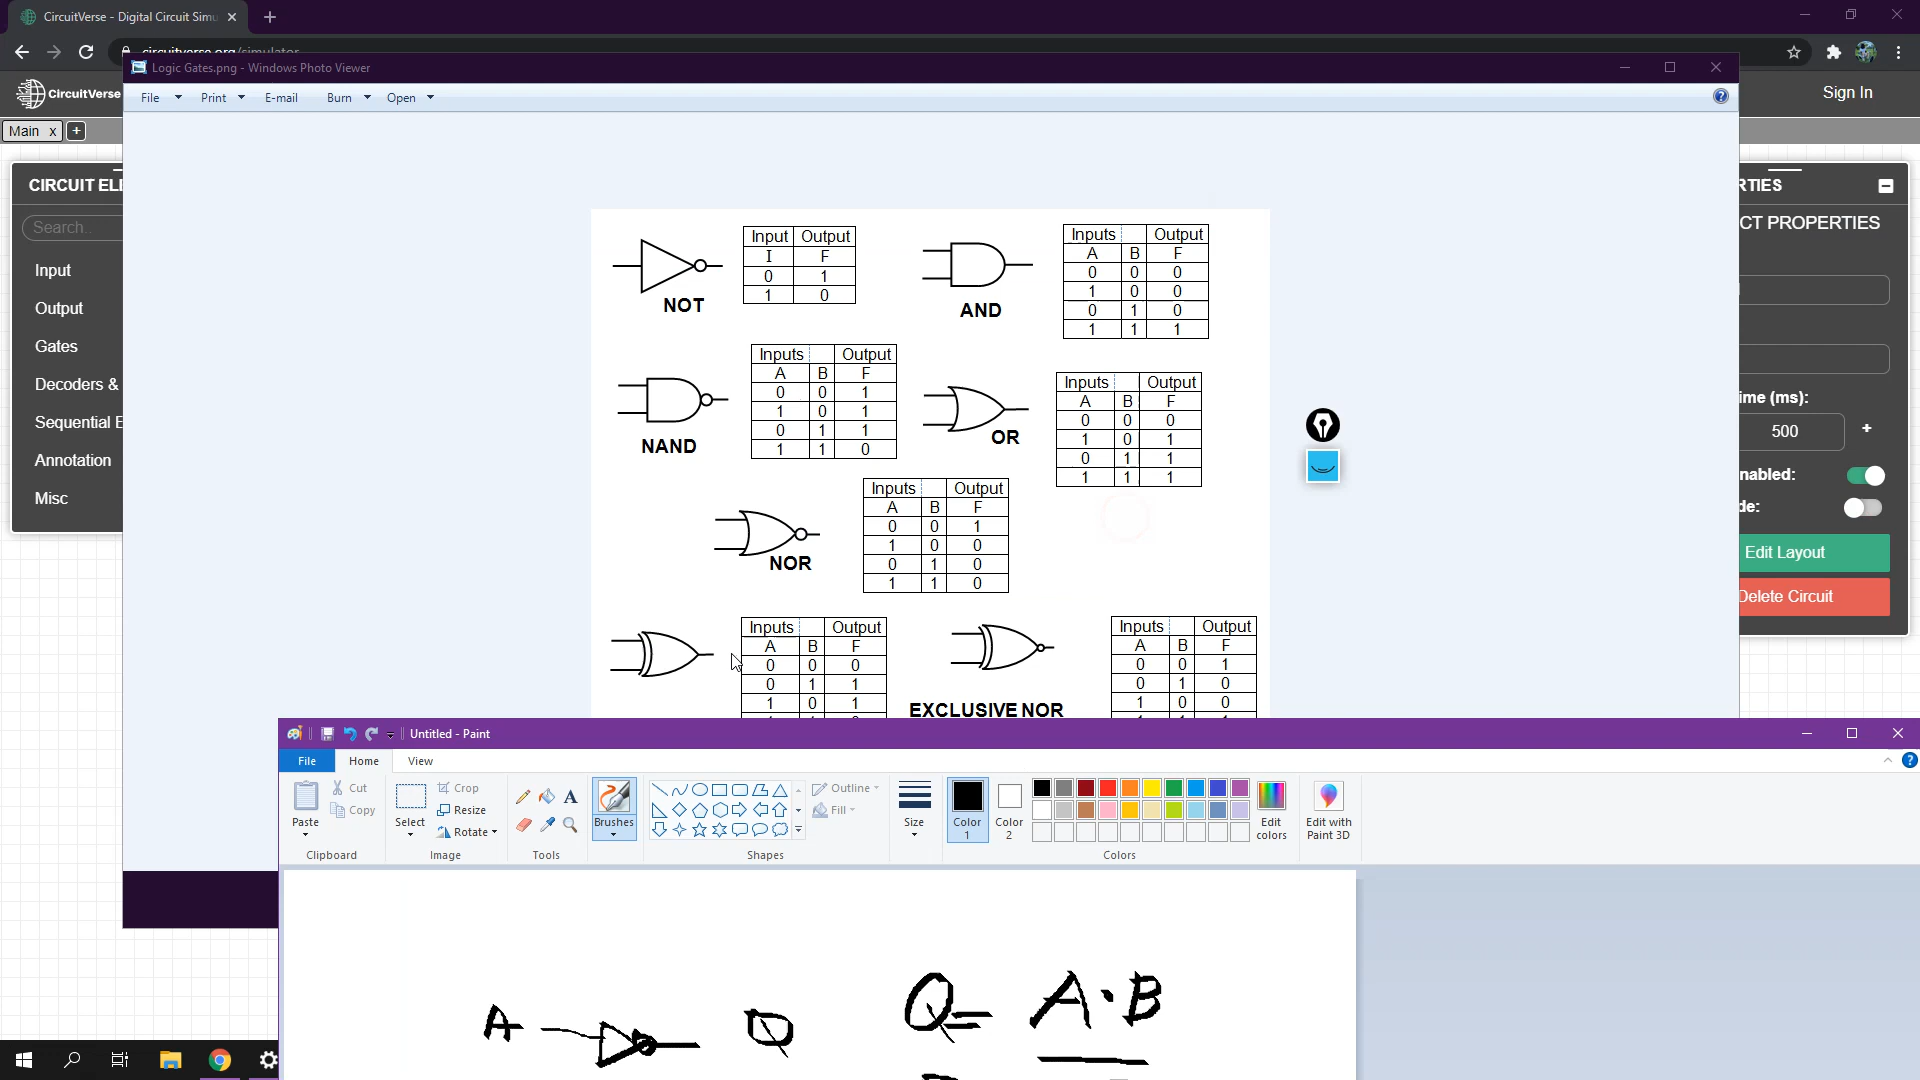 CircuitVerse - Digital Circuit Simu
circuitverse.org/simulator
Logic Gates.png - Windows Photo Viewer
File Print E-mail Burn Open
CircuitVerse
Sign In
Main x +
CIRCUIT ELE
Search..
Input
Output
Gates
Decoders &
Sequential E
Annotation
Misc
NOT
Input Output
I F
0 1
1 0
AND
Inputs Output
A B F
0 0 0
1 0 0
0 1 0
1 1 1
NAND
Inputs Output
A B F
0 0 1
1 0 1
0 1 1
1 1 0
OR
Inputs Output
A B F
0 0 0
1 0 1
0 1 1
1 1 1
NOR
Inputs Output
A B F
0 0 1
1 0 0
0 1 0
1 1 0
Inputs Output
A B F
0 0 0
0 1 1
1 0 1
EXCLUSIVE NOR
Inputs Output
A B F
0 0 1
0 1 0
1 0 0
RTIES
CT PROPERTIES
ime (ms):
500 +
nabled:
de:
Edit Layout
Delete Circuit
Untitled - Paint
File Home View
Paste
Cut
Copy
Clipboard
Select
Crop
Resize
Rotate
Image
A
Tools
Brushes
Outline
Fill
Shapes
Size
Color 1
Color 2
Edit colors
Colors
Edit with Paint 3D
A Q
Q= A·B